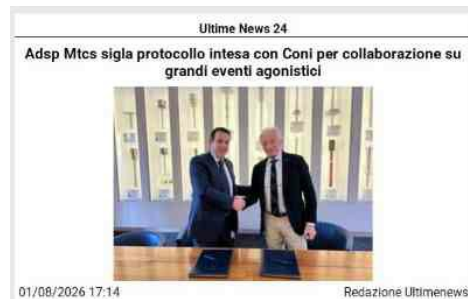 Ultime News 24
Adsp Mtcs sigla protocollo intesa con Coni per collaborazione su
grandi eventi agonistici
01/08/2026 17:14 Redazione Ultimenews